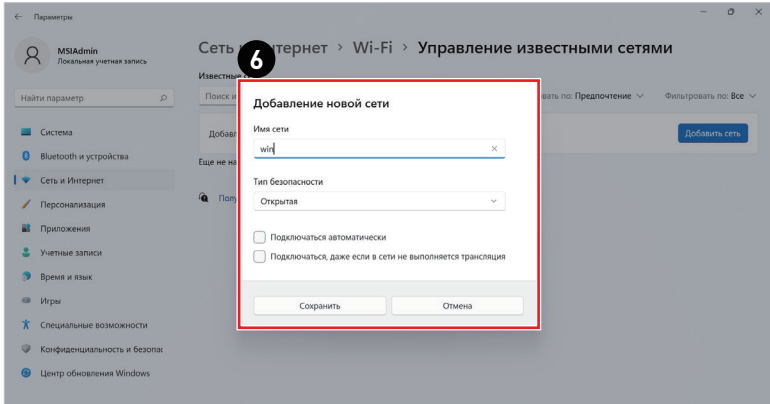 Параметры
MSIAdmin
Локальная учетная запись
Найти параметр
Система
Bluetooth и устройства
Сеть и Интернет
Персонализация
Приложения
Учетные записи
Время и язык
Игры
Специальные возможности
Конфиденциальность и безопас
Центр обновления Windows
Сеть и Интернет > Wi-Fi > Управление известными сетями
6
Известные
Поиск и
вать по: Предпочтение
Фильтровать по: Все
Добавл
Добавить сеть
Еще не на
Полу
Добавление новой сети
Имя сети
win
Тип безопасности
Открытая
Подключаться автоматически
Подключаться, даже если в сети не выполняется трансляция
Сохранить
Отмена